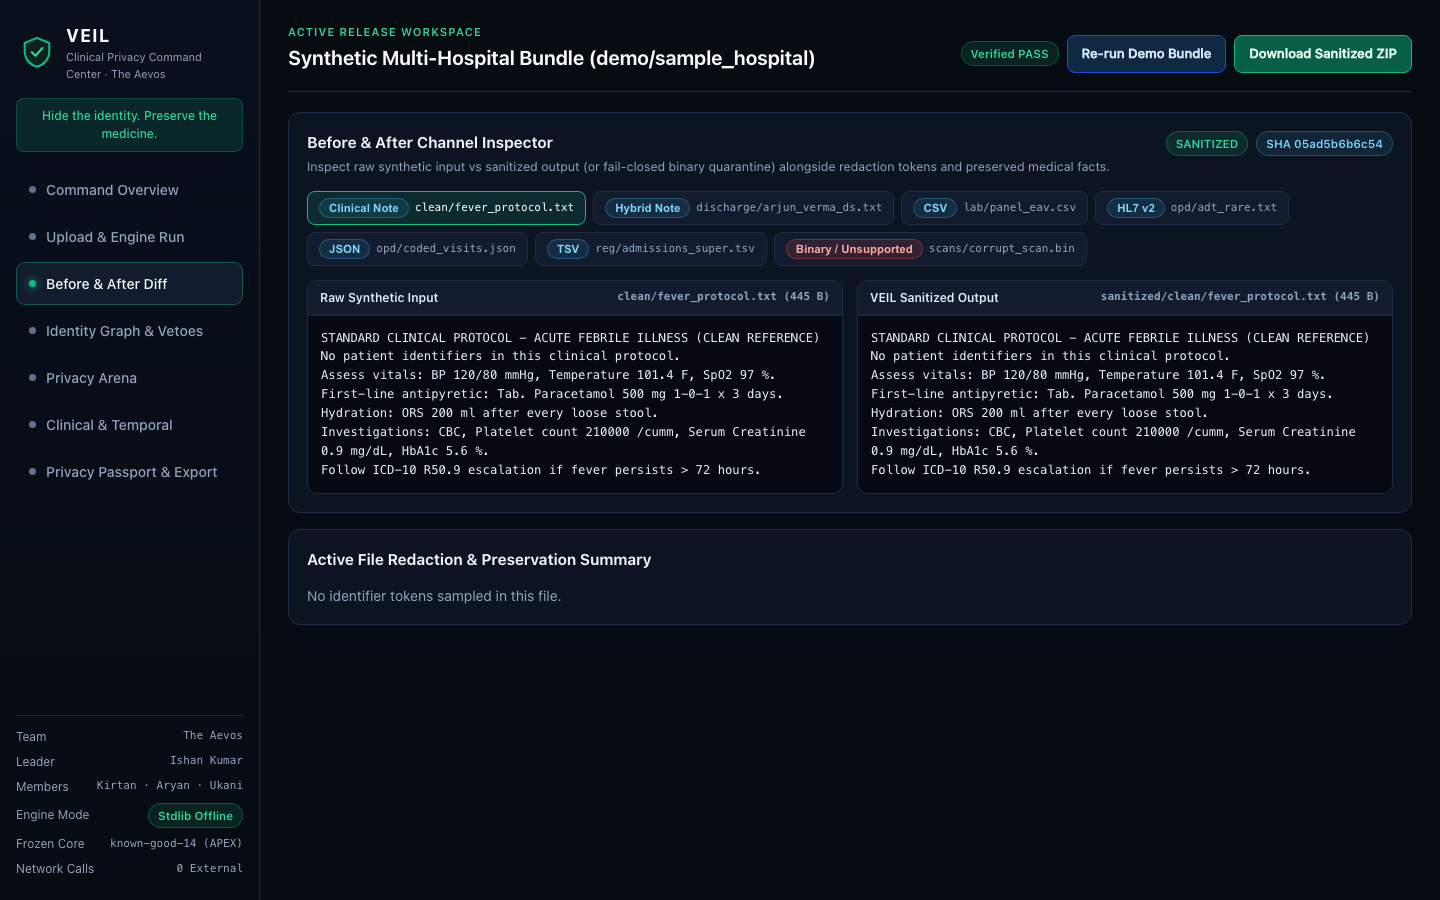 VEIL
Clinical Privacy Command
Center · The Aevos
Hide the identity. Preserve the
medicine.
Command Overview
Upload & Engine Run
Before & After Diff
Identity Graph & Vetoes
Privacy Arena
Clinical & Temporal
Privacy Passport & Export
Team The Aevos
Leader Ishan Kumar
Members Kirtan · Aryan · Ukani
Engine Mode Stdlib Offline
Frozen Core known-good-14 (APEX)
Network Calls 0 External
ACTIVE RELEASE WORKSPACE
Synthetic Multi-Hospital Bundle (demo/sample_hospital)
Verified PASS Re-run Demo Bundle Download Sanitized ZIP
Before & After Channel Inspector
SANITIZED SHA 05ad5b6b6c54
Inspect raw synthetic input vs sanitized output (or fail-closed binary quarantine) alongside redaction tokens and preserved medical facts.
Clinical Note clean/fever_protocol.txt Hybrid Note discharge/arjun_verma_ds.txt CSV lab/panel_eav.csv HL7 v2 opd/adt_rare.txt
JSON opd/coded_visits.json TSV reg/admissions_super.tsv Binary / Unsupported scans/corrupt_scan.bin
Raw Synthetic Input clean/fever_protocol.txt (445 B)
STANDARD CLINICAL PROTOCOL — ACUTE FEBRILE ILLNESS (CLEAN REFERENCE)
No patient identifiers in this clinical protocol.
Assess vitals: BP 120/80 mmHg, Temperature 101.4 F, SpO2 97 %.
First-line antipyretic: Tab. Paracetamol 500 mg 1-0-1 x 3 days.
Hydration: ORS 200 ml after every loose stool.
Investigations: CBC, Platelet count 210000 /cumm, Serum Creatinine
0.9 mg/dL, HbA1c 5.6 %.
Follow ICD-10 R50.9 escalation if fever persists > 72 hours.
VEIL Sanitized Output sanitized/clean/fever_protocol.txt (445 B)
STANDARD CLINICAL PROTOCOL — ACUTE FEBRILE ILLNESS (CLEAN REFERENCE)
No patient identifiers in this clinical protocol.
Assess vitals: BP 120/80 mmHg, Temperature 101.4 F, SpO2 97 %.
First-line antipyretic: Tab. Paracetamol 500 mg 1-0-1 x 3 days.
Hydration: ORS 200 ml after every loose stool.
Investigations: CBC, Platelet count 210000 /cumm, Serum Creatinine
0.9 mg/dL, HbA1c 5.6 %.
Follow ICD-10 R50.9 escalation if fever persists > 72 hours.
Active File Redaction & Preservation Summary
No identifier tokens sampled in this file.